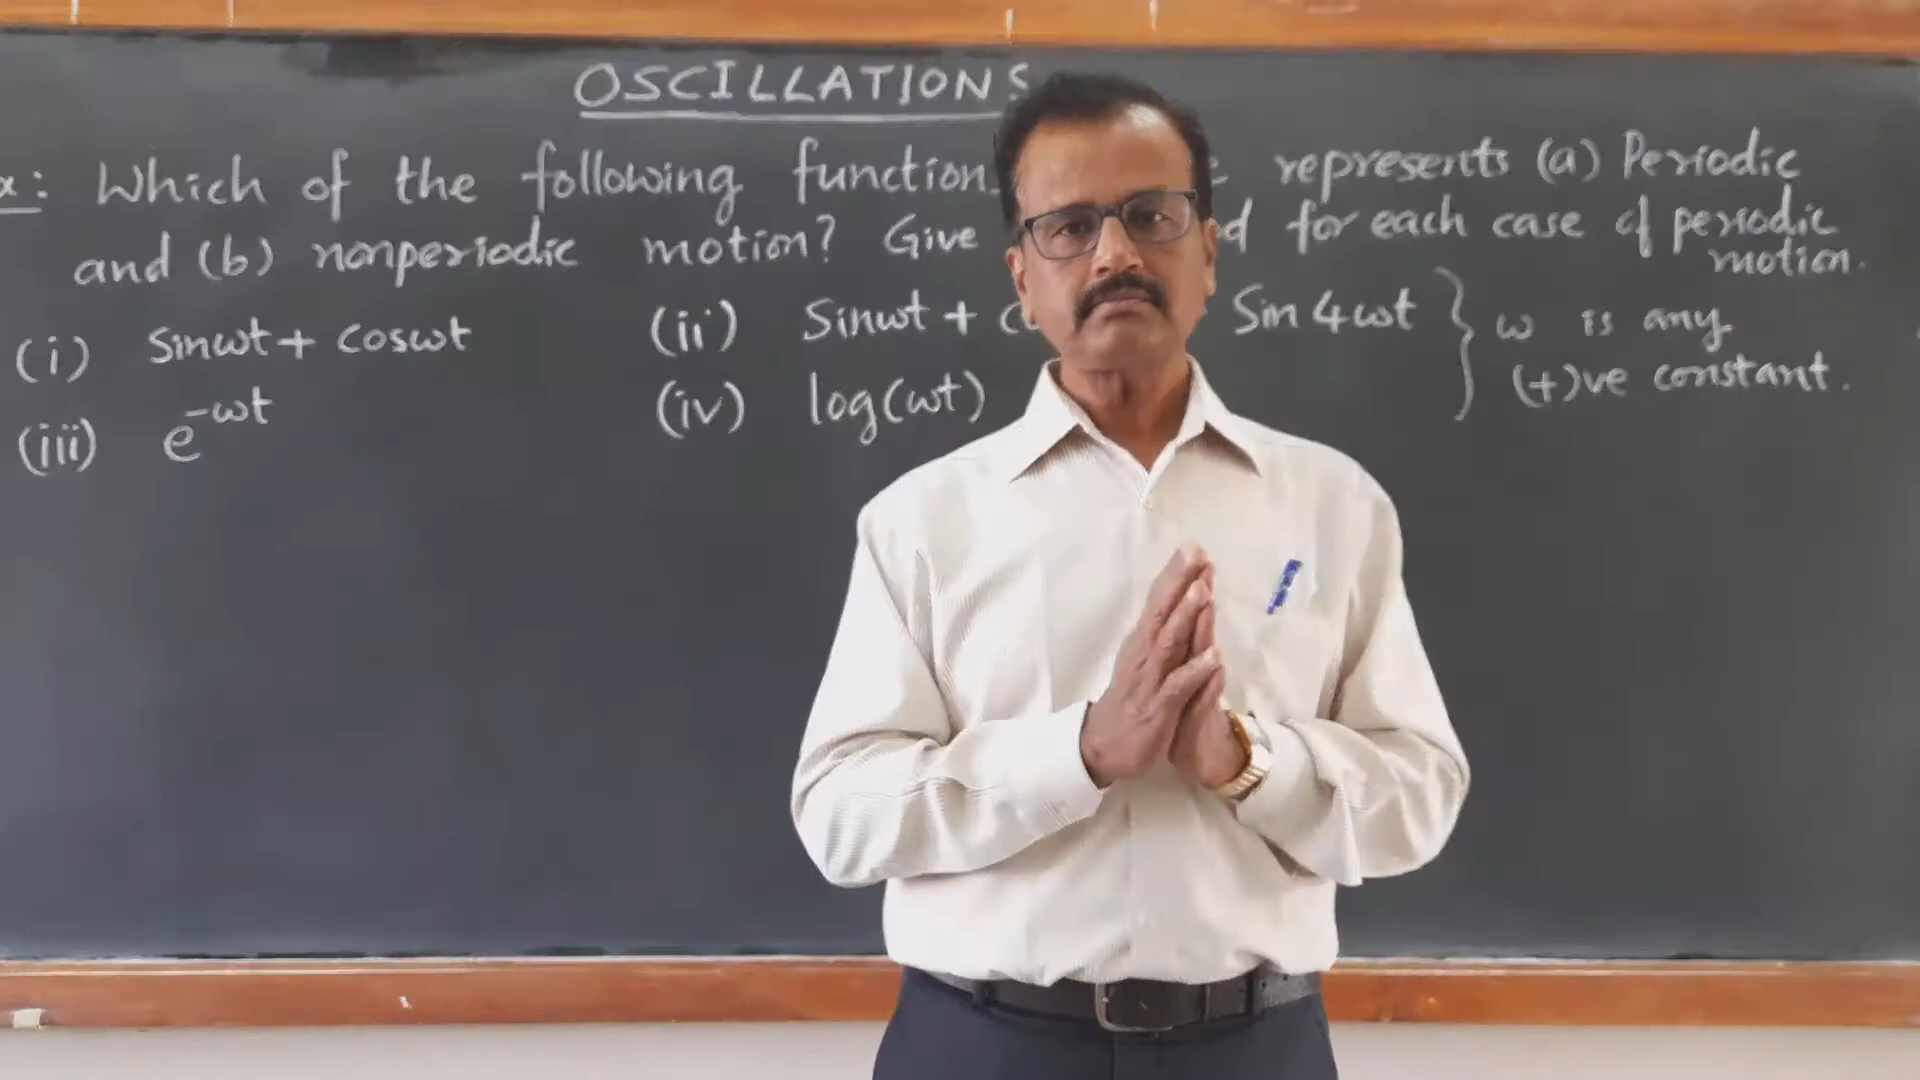 OSCILLATIONS
x: Which of the following function represents (a) Periodic
and (b) nonperiodic motion? Give for each case of periodic
motion.
(i) sinωt + cosωt (ii) Sinωt + Sin 4ωt } ω is any
(iii) e^-ωt (iv) log(ωt) (+)ve constant.